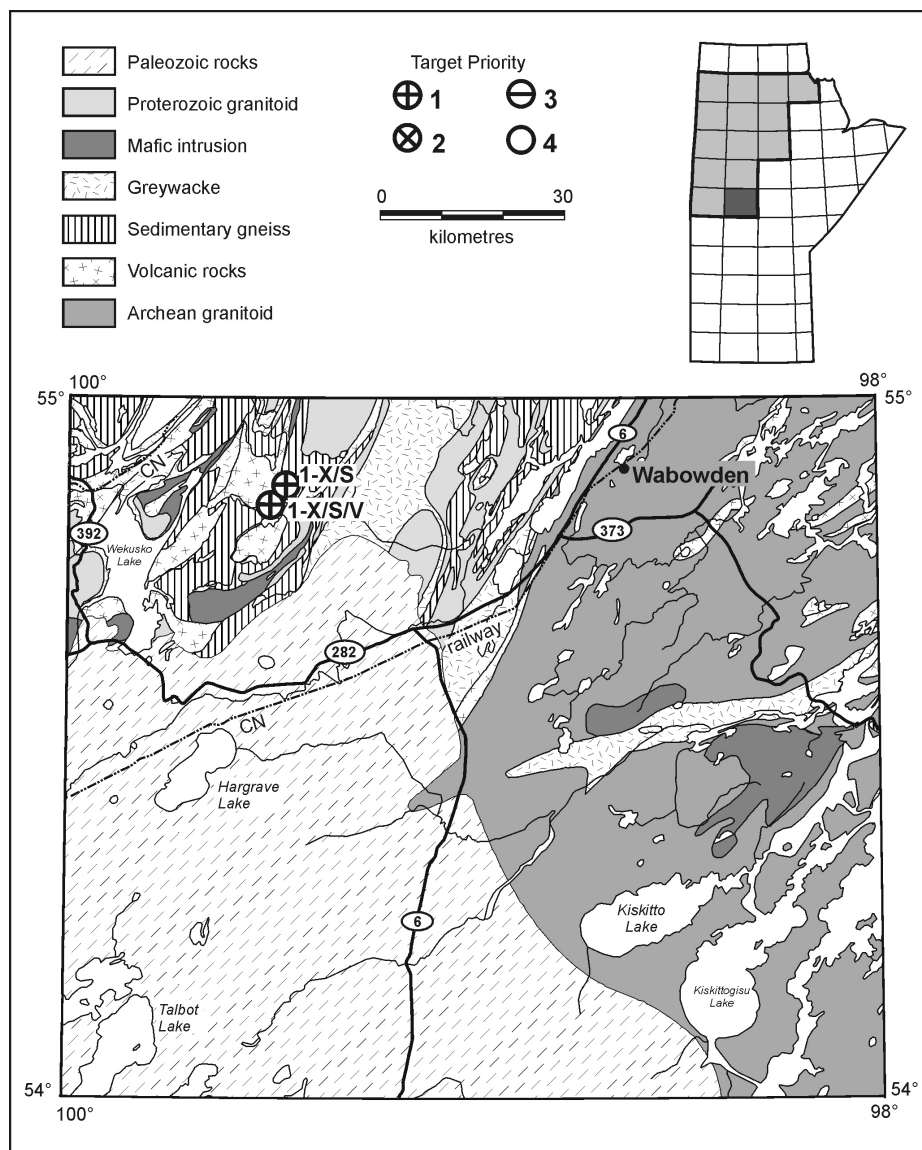 Paleozoic rocks
Proterozoic granitoid
Mafic intrusion
Greywacke
Sedimentary gneiss
Volcanic rocks
Archean granitoid
Target Priority
1
3
2
4
0
30
kilometres
100°
98°
55°
55°
CN
6
1-X/S
Wabowden
1-X/S/V
392
Wekusko
Lake
373
railway
282
CN
Hargrave
Lake
6
Kiskitto
Lake
Kiskittogisu
Lake
Talbot
Lake
54°
54°
100°
98°